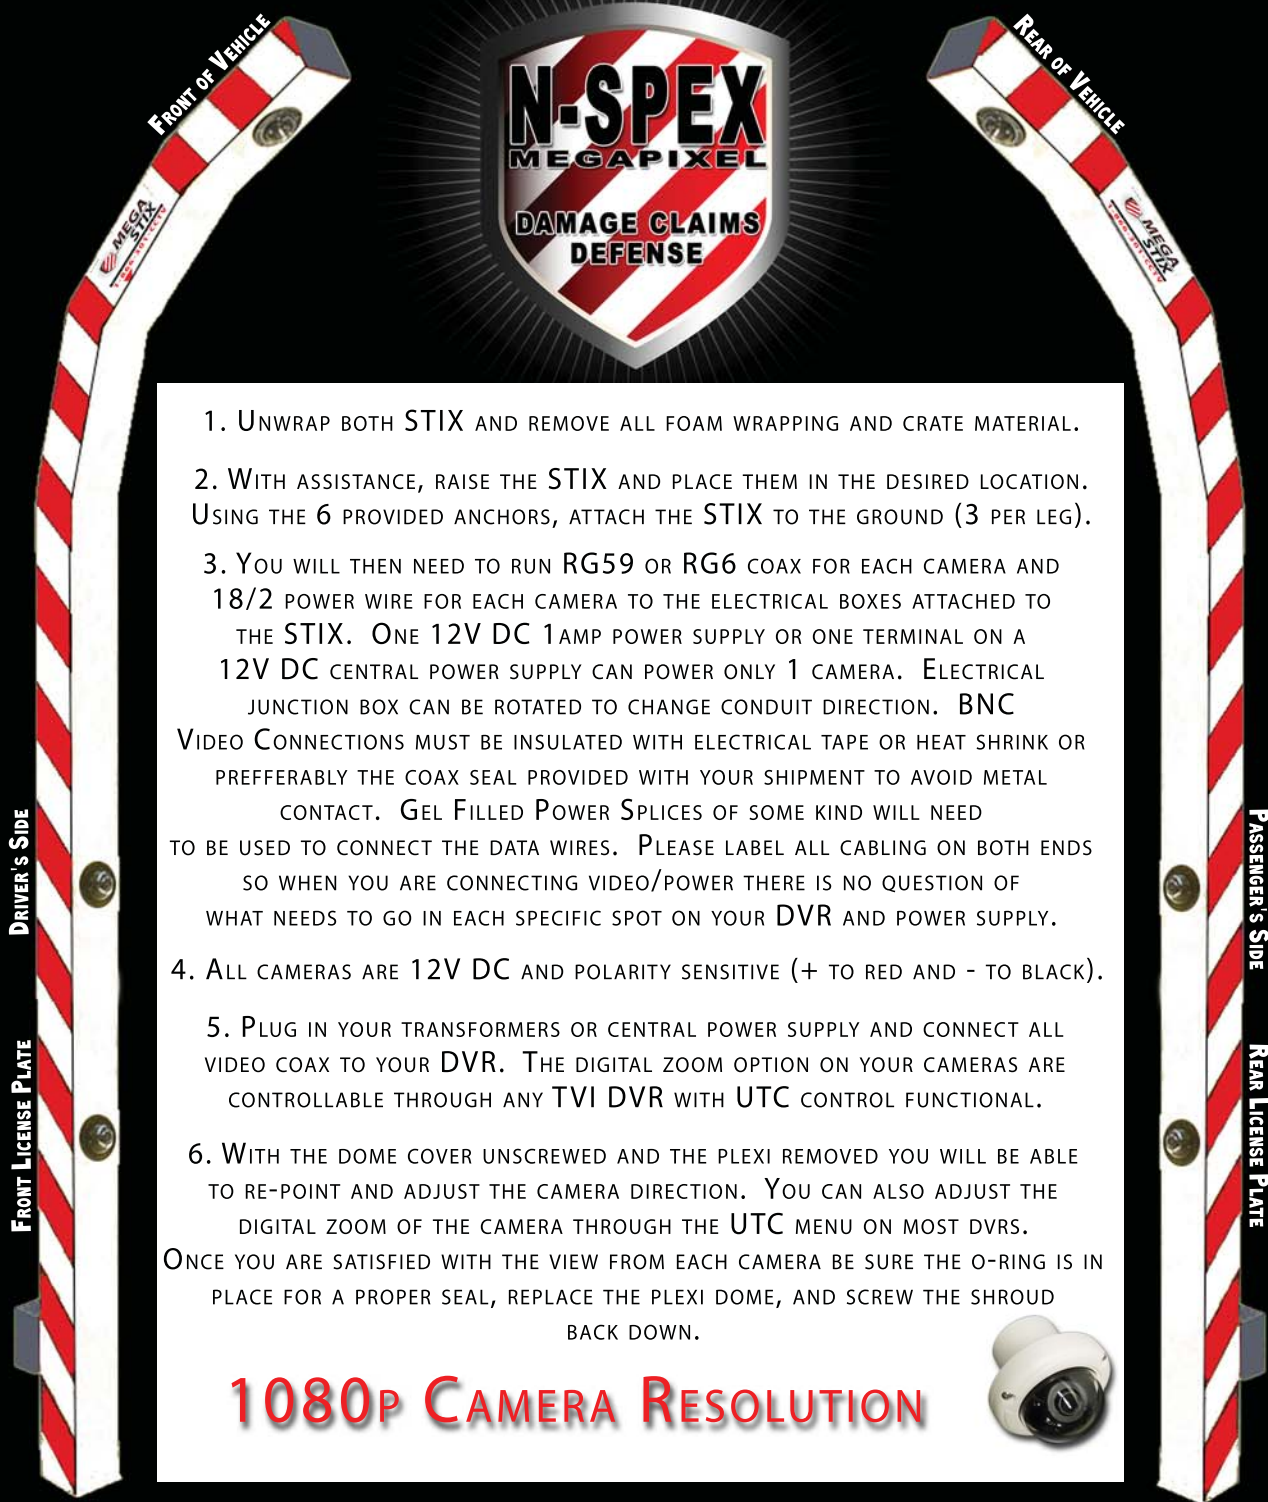 Front of Vehicle
Rear of Vehicle
N-SPEX
MEGAPIXEL
DAMAGE CLAIMS
DEFENSE
MEGA
STIX
MEGA
STIX
1. Unwrap both STIX and remove all foam wrapping and crate material.
2. With assistance, raise the STIX and place them in the desired location.
Using the 6 provided anchors, attach the STIX to the ground (3 per leg).
3. You will then need to run RG59 or RG6 coax for each camera and
18/2 power wire for each camera to the electrical boxes attached to
the STIX. One 12V DC 1amp power supply or one terminal on a
12V DC central power supply can power only 1 camera. Electrical
junction box can be rotated to change conduit direction. BNC
Video Connections must be insulated with electrical tape or heat shrink or
prefferably the coax seal provided with your shipment to avoid metal
contact. Gel Filled Power Splices of some kind will need
to be used to connect the data wires. Please label all cabling on both ends
so when you are connecting video/power there is no question of
what needs to go in each specific spot on your DVR and power supply.
4. All cameras are 12V DC and polarity sensitive (+ to red and - to black).
5. Plug in your transformers or central power supply and connect all
video coax to your DVR. The digital zoom option on your cameras are
controllable through any TVI DVR with UTC control functional.
6. With the dome cover unscrewed and the plexi removed you will be able
to re-point and adjust the camera direction. You can also adjust the
digital zoom of the camera through the UTC menu on most dvrs.
Once you are satisfied with the view from each camera be sure the o-ring is in
place for a proper seal, replace the plexi dome, and screw the shroud
back down.
1080p Camera Resolution
Driver's Side
Front License Plate
Passenger's Side
Rear License Plate